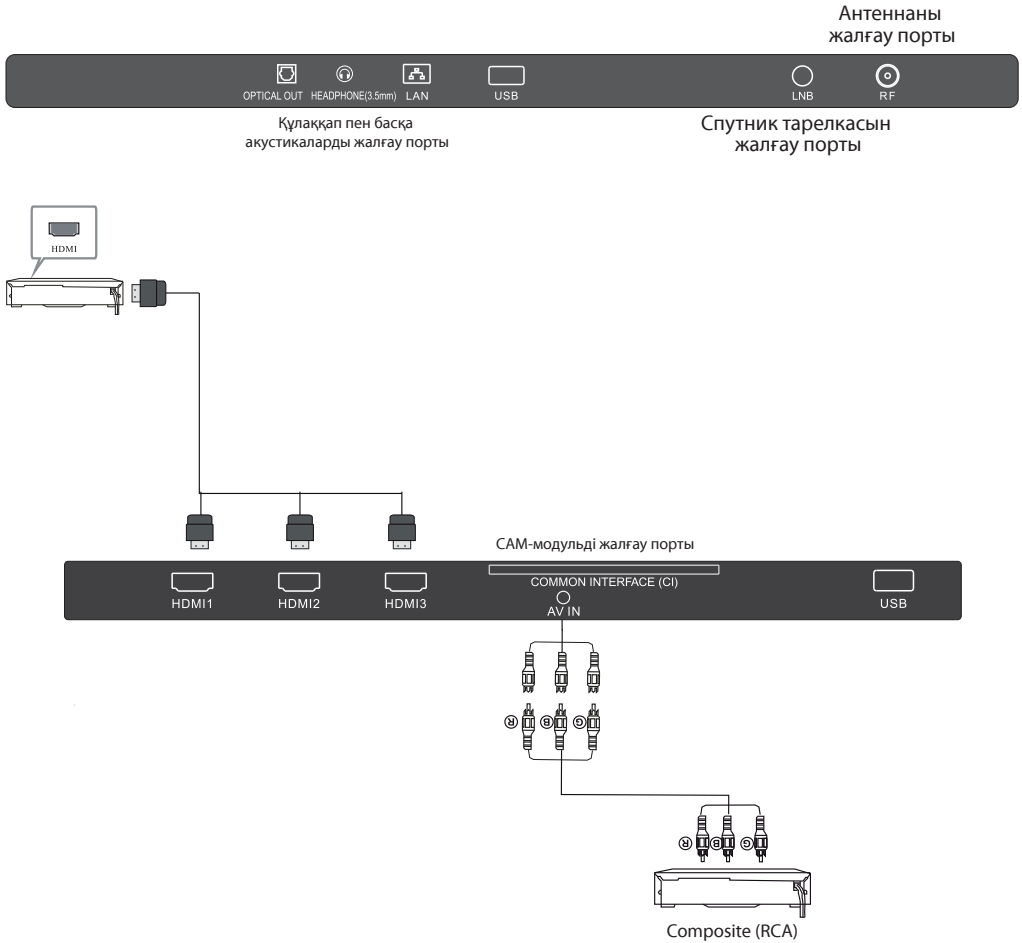 Антеннаны
жалғау порты
OPTICAL OUT HEADPHONE(3.5mm) LAN USB LNB RF
Құлаққап пен басқа
акустикаларды жалғау порты
Спутник тарелкасын
жалғау порты
HDMI
CAM-модульді жалғау порты
COMMON INTERFACE (CI)
HDMI1 HDMI2 HDMI3 AV IN USB
R B G
R B G
Composite (RCA)